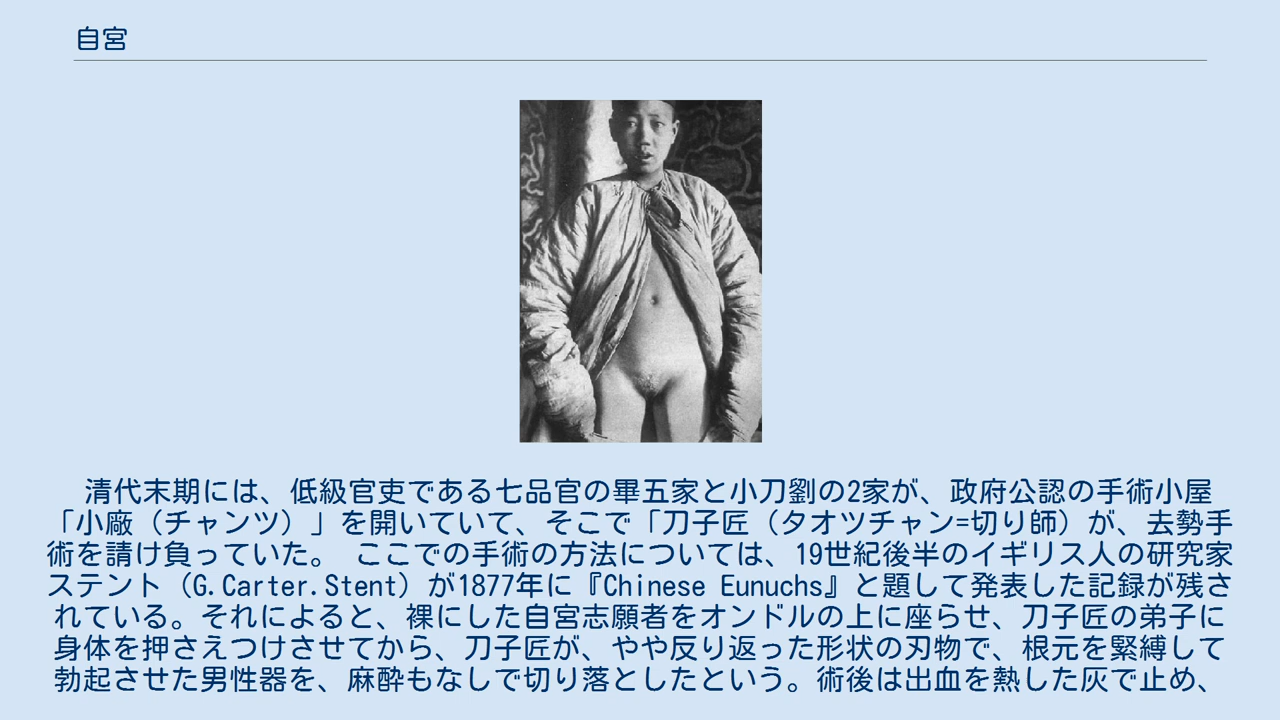 自宮
清代末期には、低級官吏である七品官の畢五家と小刀劉の2家が、政府公認の手術小屋
「小廠（チャンツ）」を開いていて、そこで「刀子匠（タオツチャン=切り師）が、去勢手
術を請け負っていた。 ここでの手術の方法については、19世紀後半のイギリス人の研究家
ステント（G.Carter.Stent）が1877年に『Chinese Eunuchs』と題して発表した記録が残さ
れている。それによると、裸にした自宮志願者をオンドルの上に座らせ、刀子匠の弟子に
身体を押さえつけさせてから、刀子匠が、やや反り返った形状の刃物で、根元を緊縛して
勃起させた男性器を、麻酔もなしで切り落としたという。術後は出血を熱した灰で止め、